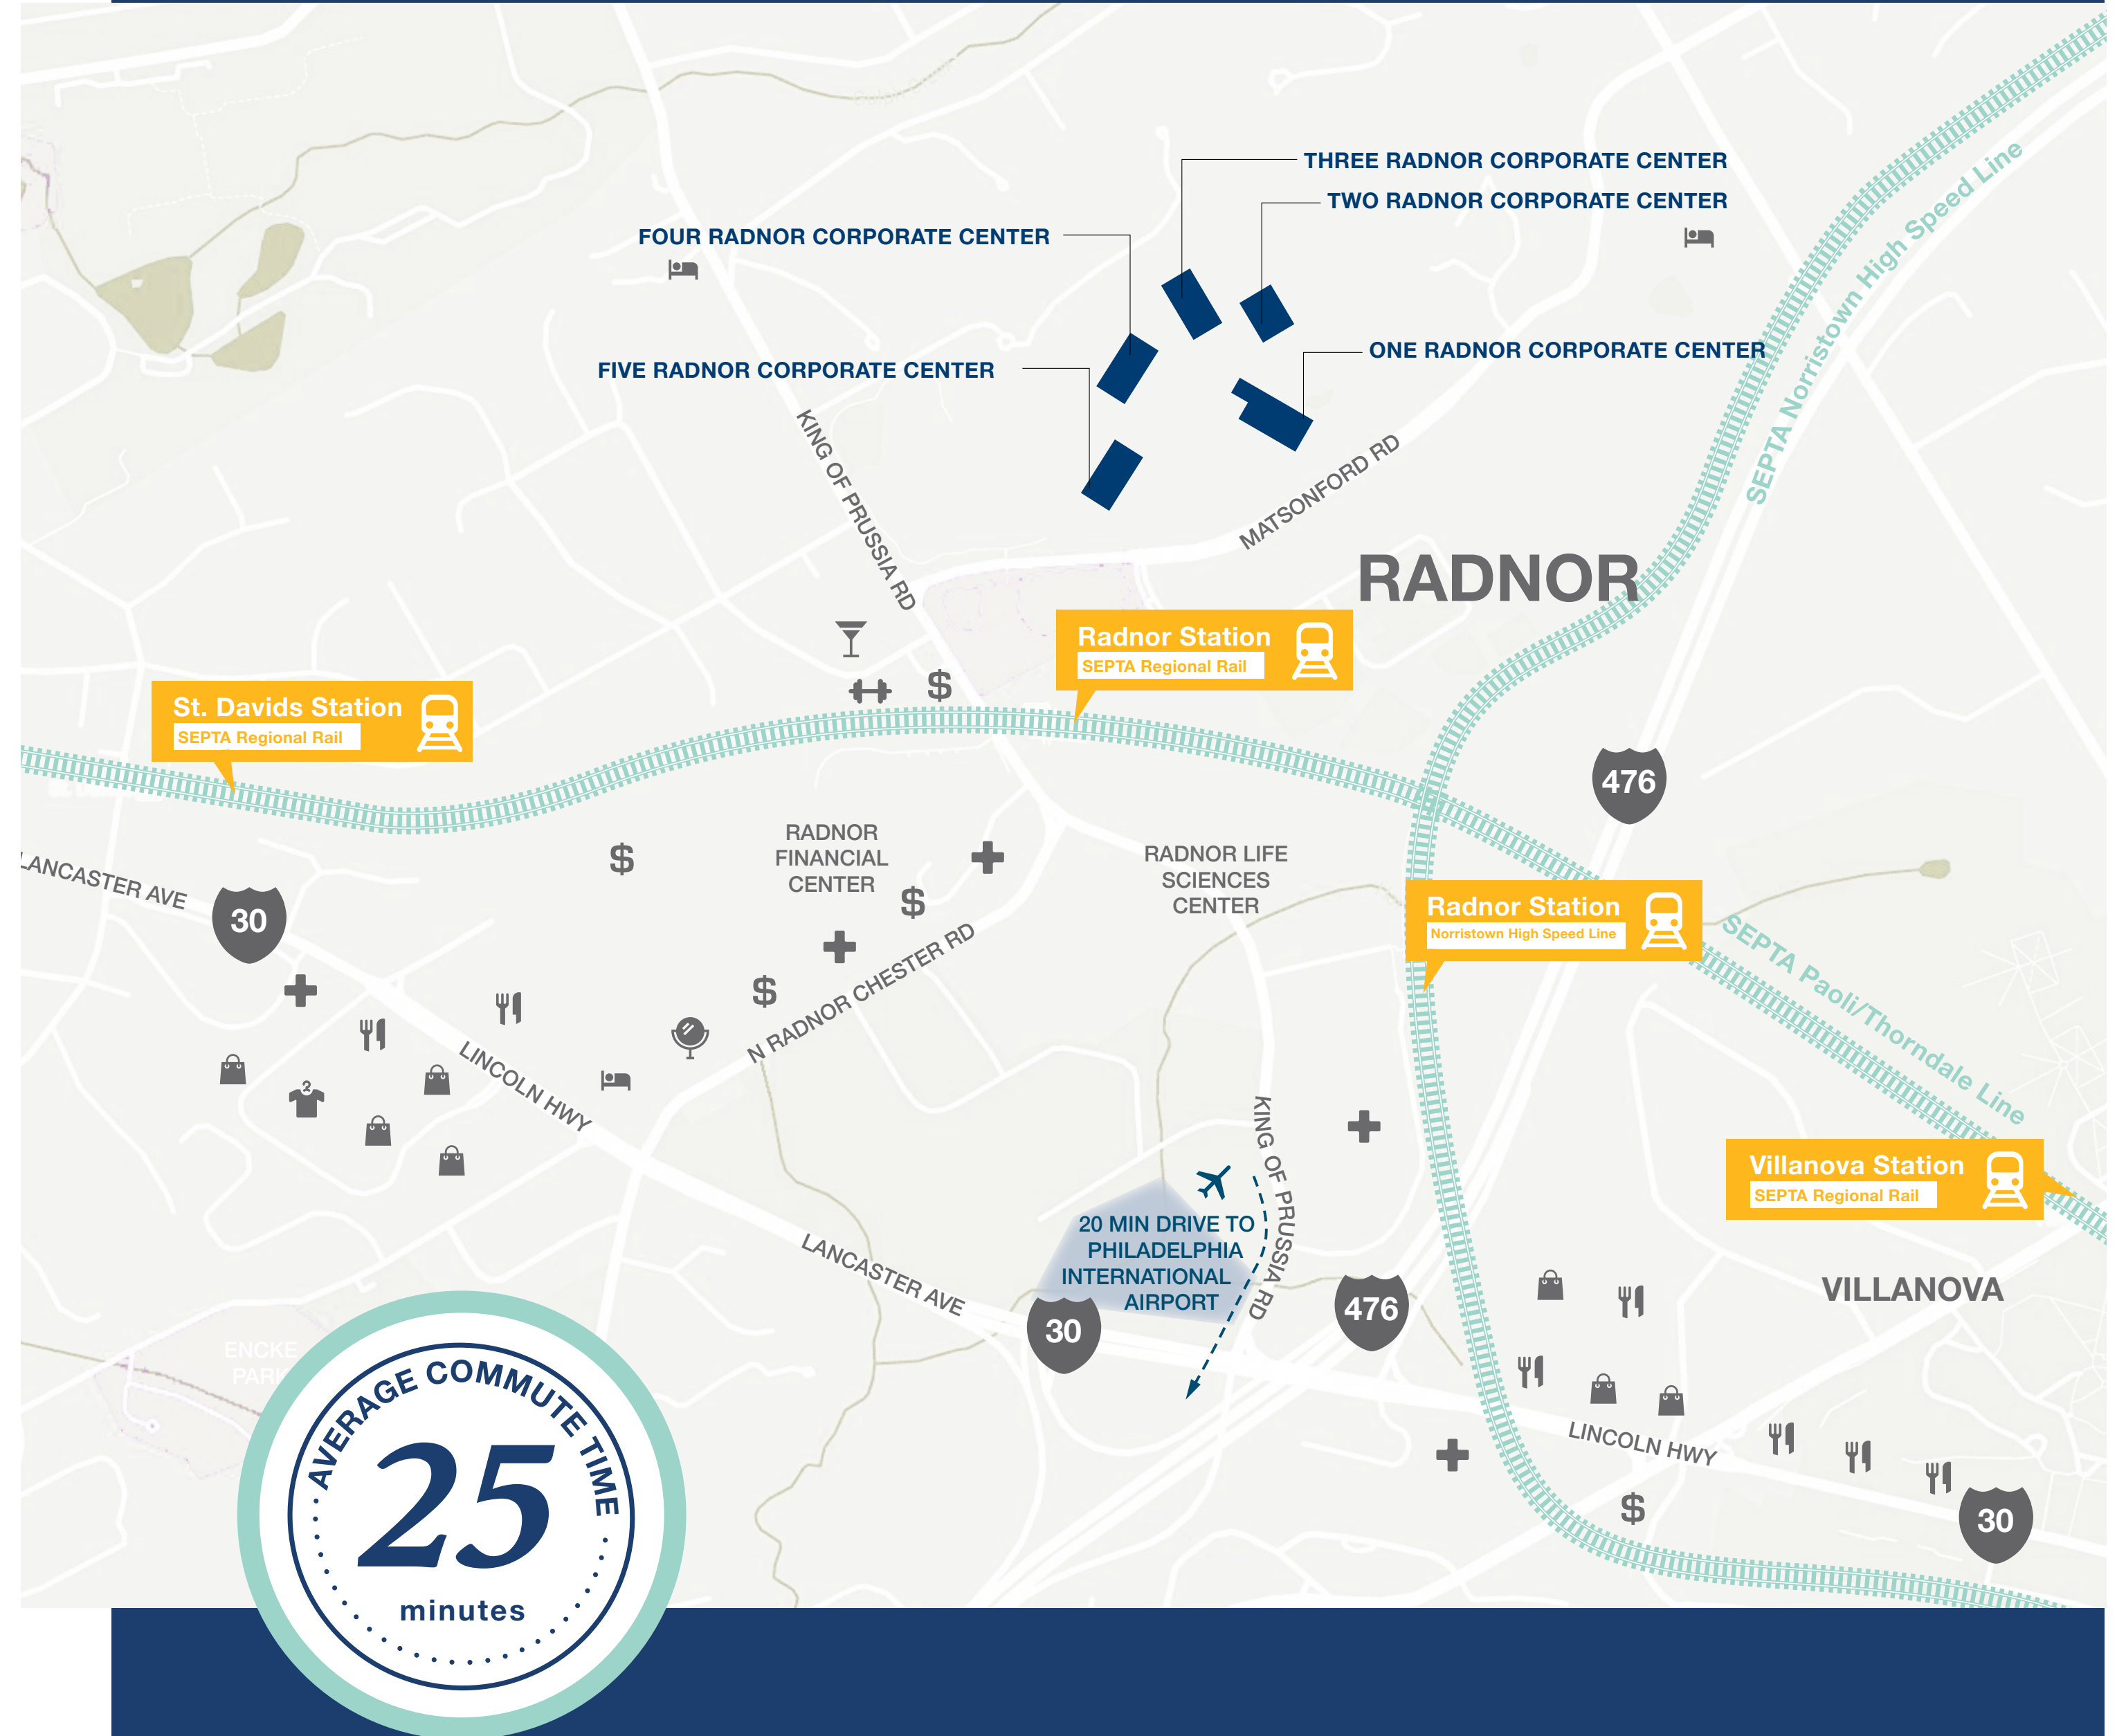 Gulph Creek
THREE RADNOR CORPORATE CENTER
TWO RADNOR CORPORATE CENTER
FOUR RADNOR CORPORATE CENTER
ONE RADNOR CORPORATE CENTER
FIVE RADNOR CORPORATE CENTER
SEPTA Norristown High Speed Line
KING OF PRUSSIA RD
MATSONFORD RD
RADNOR
Radnor Station
SEPTA Regional Rail
St. Davids Station
SEPTA Regional Rail
476
RADNOR
FINANCIAL
CENTER
RADNOR LIFE
SCIENCES
CENTER
LANCASTER AVE
30
Radnor Station
Norristown High Speed Line
SEPTA Paoli/Thorndale Line
N RADNOR CHESTER RD
LINCOLN HWY
2
KING OF PRUSSIA RD
Villanova Station
SEPTA Regional Rail
20 MIN DRIVE TO
PHILADELPHIA
INTERNATIONAL
AIRPORT
LANCASTER AVE
30
476
VILLANOVA
ENCKE
PARK
LINCOLN HWY
30
AVERAGE COMMUTE TIME
25
minutes